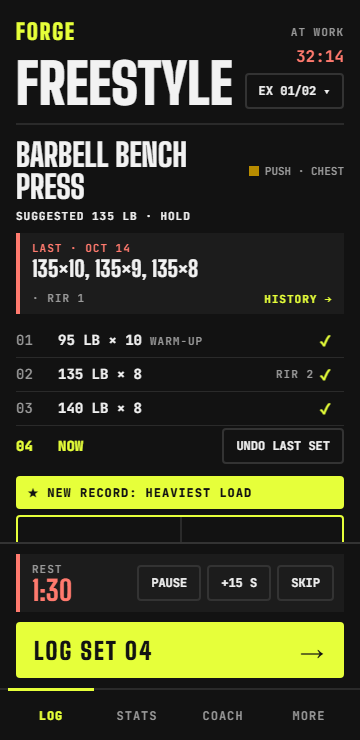 FORGE
AT WORK
32:14
FREESTYLE
EX 01/02 ▾
BARBELL BENCH
PRESS
PUSH · CHEST
SUGGESTED 135 LB · HOLD
LAST · OCT 14
135×10, 135×9, 135×8
· RIR 1
HISTORY →
01 95 LB × 10 WARM-UP ✓
02 135 LB × 8 RIR 2 ✓
03 140 LB × 8 ✓
04 NOW UNDO LAST SET
★ NEW RECORD: HEAVIEST LOAD
REST
1:30
PAUSE +15 S SKIP
LOG SET 04 →
LOG STATS COACH MORE